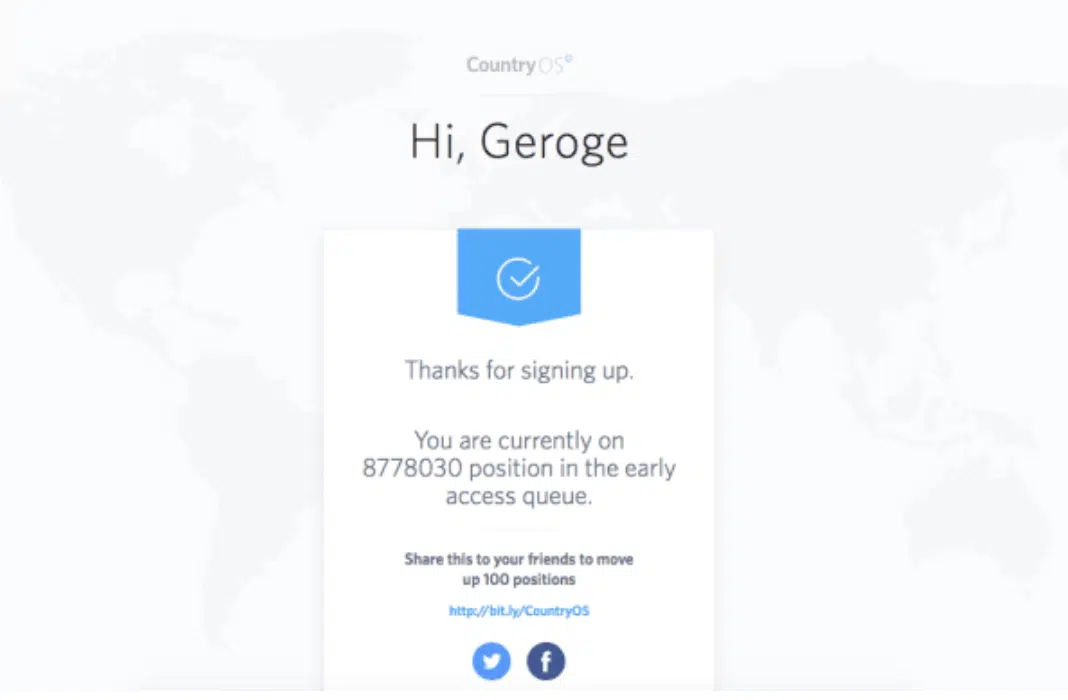 CountryOS
Hi, Geroge
Thanks for signing up.
You are currently on
8778030 position in the early
access queue.
Share this to your friends to move
up 100 positions
http://bit.ly/CountryOS